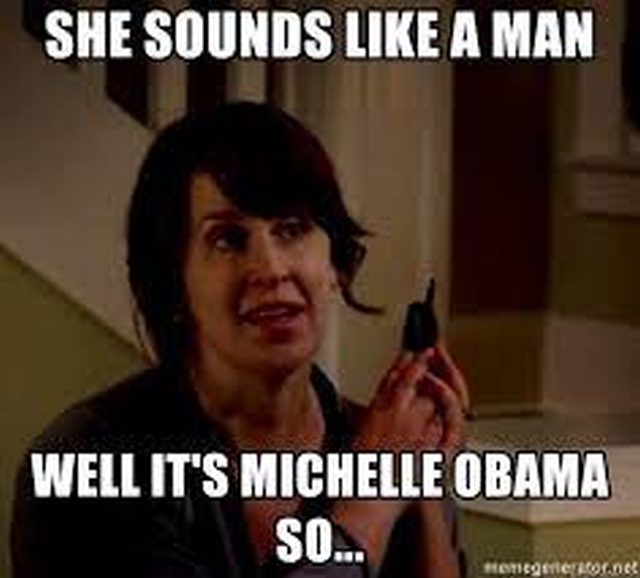 SHE SOUNDS LIKE A MAN
WELL IT'S MICHELLE OBAMA
SO...
memegenerator.net